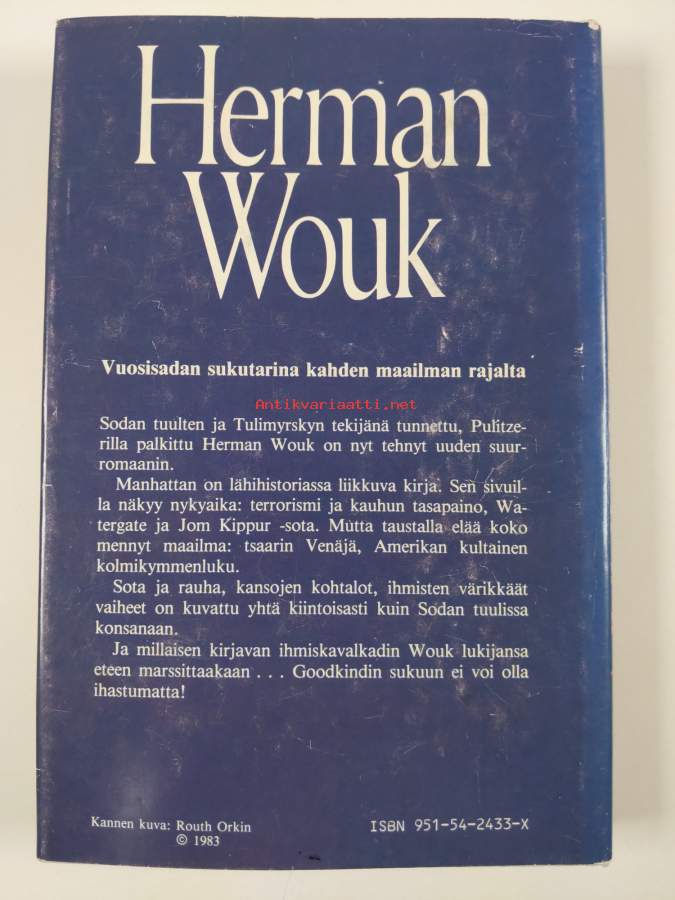 Herman
Wouk
Vuosisadan sukutarina kahden maailman rajalta
Antikvariaatti.net
Sodan tuulten ja Tulimyrskyn tekijänä tunnettu, Pulitze-
rilla palkittu Herman Wouk on nyt tehnyt uuden suur-
romaanin.
Manhattan on lähihistoriassa liikkuva kirja. Sen sivuil-
la näkyy nykyaika: terrorismi ja kauhun tasapaino, Wa-
tergate ja Jom Kippur -sota. Mutta taustalla elää koko
mennyt maailma: tsaarin Venäjä, Amerikan kultainen
kolmikymmenluku.
Sota ja rauha, kansojen kohtalot, ihmisten värikkäät
vaiheet on kuvattu yhtä kiintoisasti kuin Sodan tuulissa
konsanaan.
Ja millaisen kirjavan ihmiskavalkadin Wouk lukijansa
eteen marssittaakaan . . . Goodkindin sukuun ei voi olla
ihastumatta!
Kannen kuva: Routh Orkin
© 1983
ISBN 951-54-2433-X